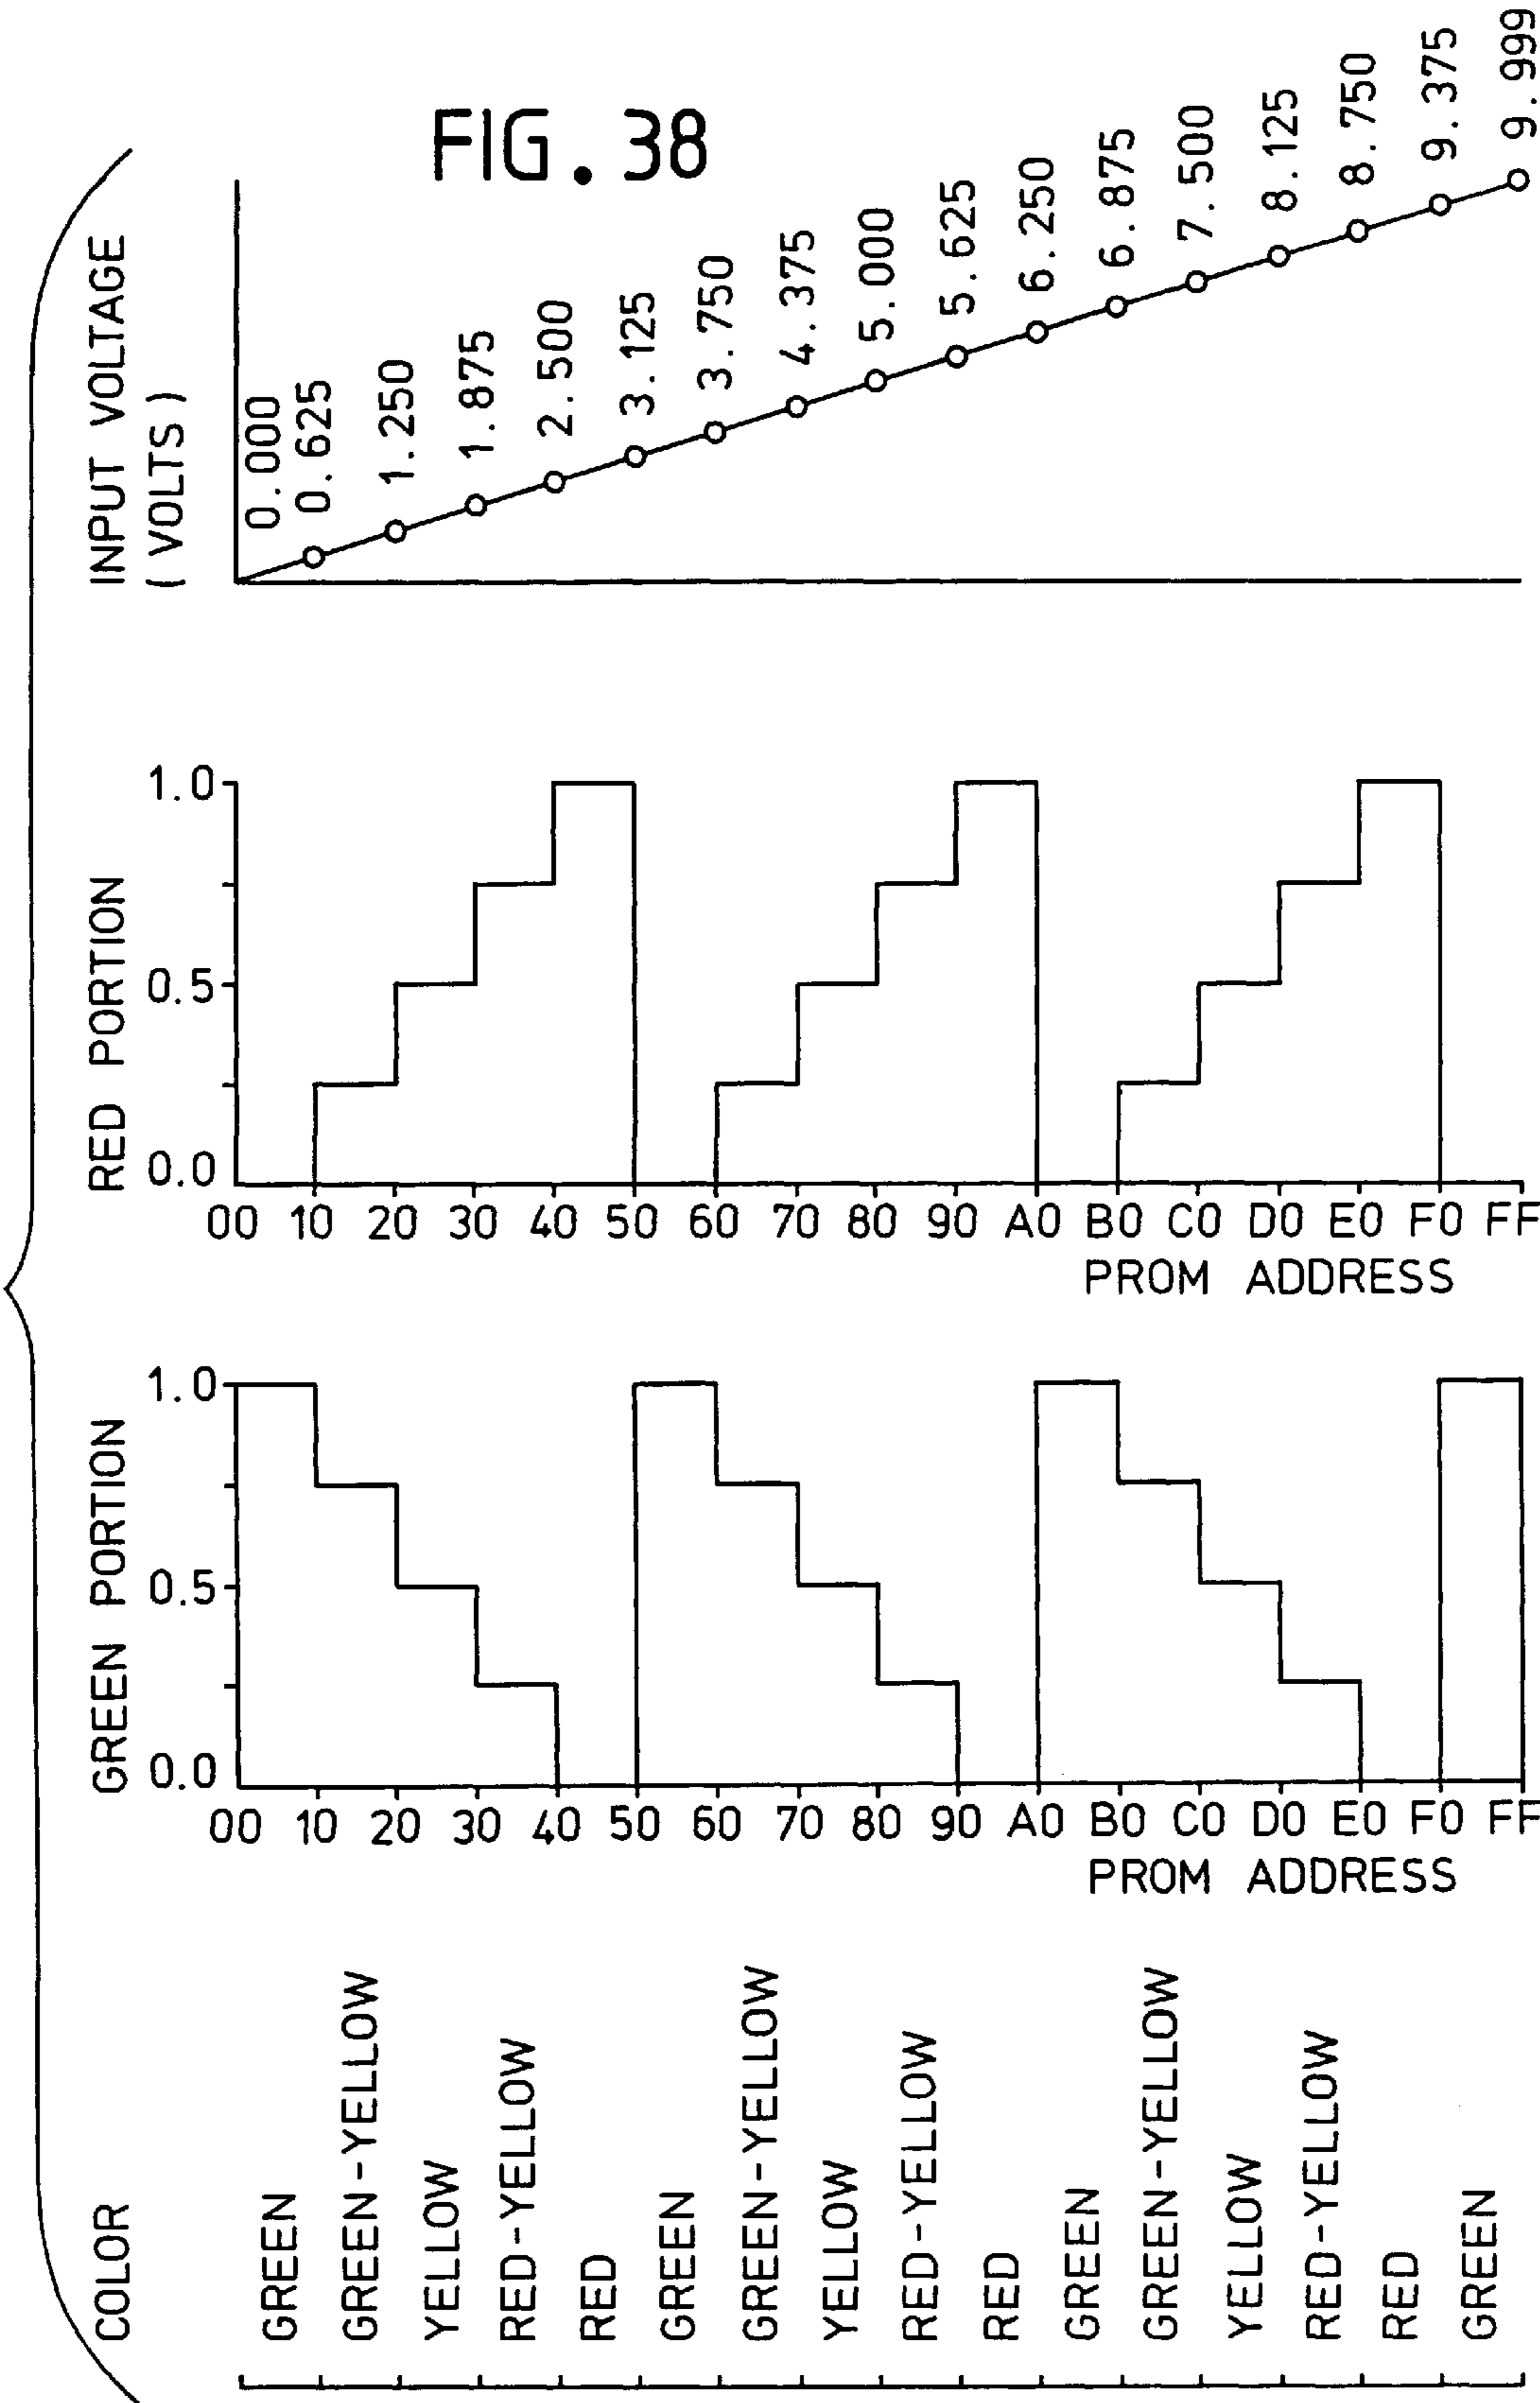 FIG. 38
INPUT VOLTAGE
(VOLTS)
0.000
0.625
1.250
1.875
2.500
3.125
3.750
4.375
5.000
5.625
6.250
6.875
7.500
8.125
8.750
9.375
9.999
RED PORTION
1.0
0.5
0.0
00 10 20 30 40 50 60 70 80 90 A0 B0 C0 D0 E0 F0 FF
PROM ADDRESS
GREEN PORTION
1.0
0.5
0.0
00 10 20 30 40 50 60 70 80 90 A0 B0 C0 D0 E0 F0 FF
PROM ADDRESS
COLOR
GREEN
GREEN-YELLOW
YELLOW
RED-YELLOW
RED
GREEN
GREEN-YELLOW
YELLOW
RED-YELLOW
RED
GREEN
GREEN-YELLOW
YELLOW
RED-YELLOW
RED
GREEN